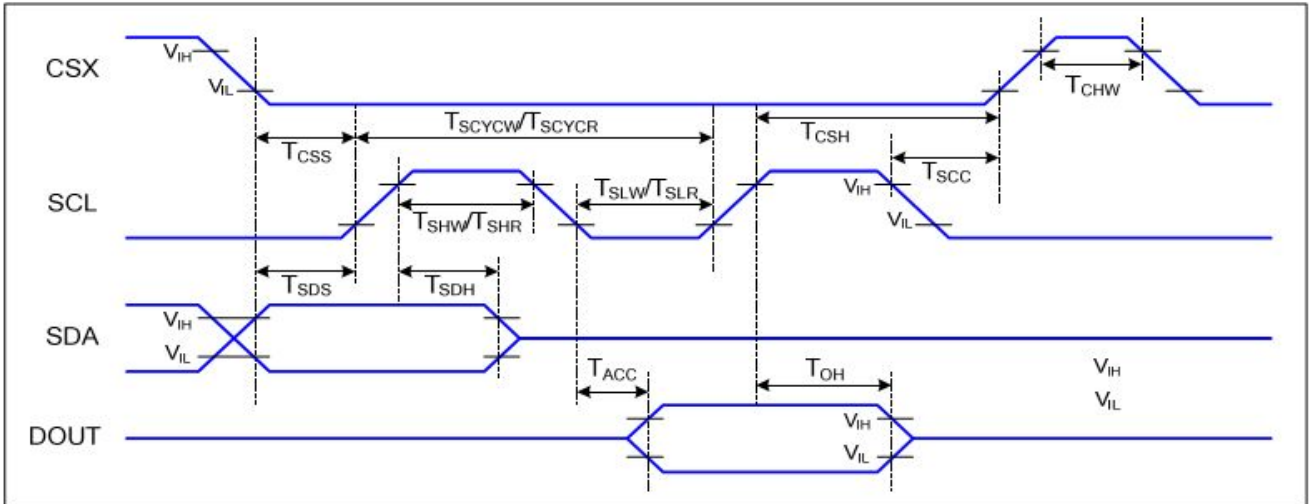 CSX
VIH
VIL
TCHW
TSCYCW/TSCYCR
TCSH
TCSS
TSCC
SCL
TSLW/TSLR
VIH
VIL
TSHW/TSHR
TSDS
TSDH
SDA
VIH
VIL
TACC
TOH
VIH
VIL
DOUT
VIH
VIL